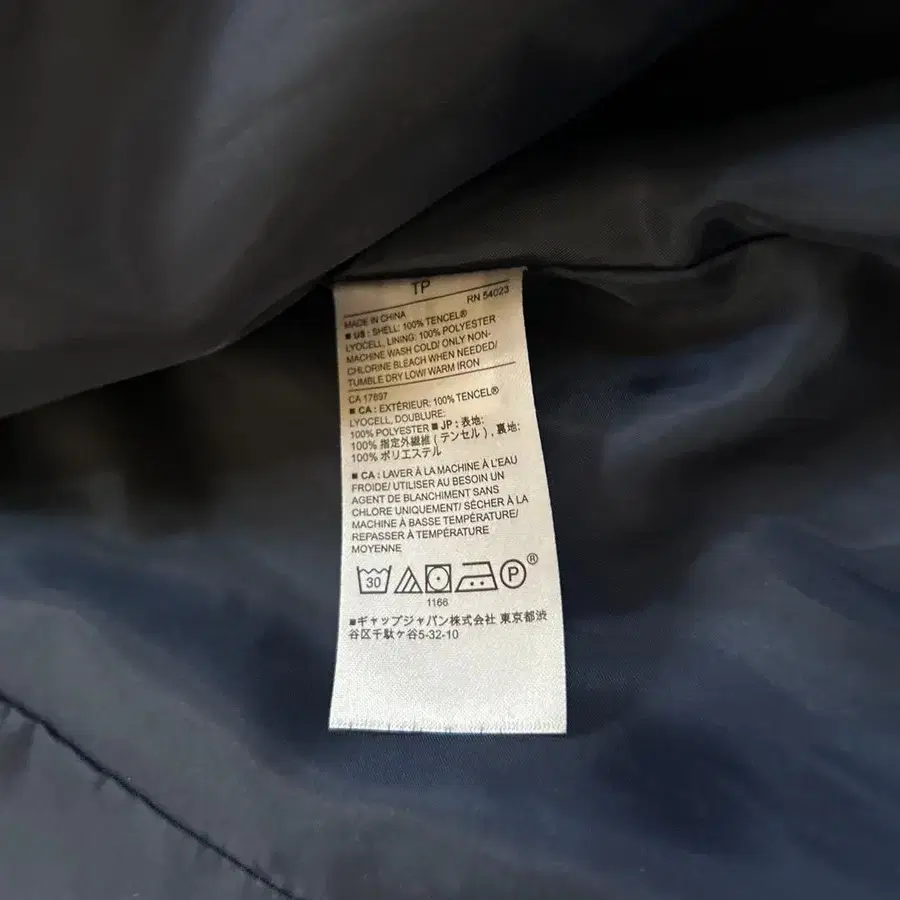 TP
RN 54023
MADE IN CHINA
■ US : SHELL: 100% TENCEL®
LYOCELL, LINING: 100% POLYESTER
MACHINE WASH COLD/ ONLY NON-
CHLORINE BLEACH WHEN NEEDED/
TUMBLE DRY LOW/ WARM IRON
CA 17897
■ CA : EXTÉRIEUR: 100% TENCEL®
LYOCELL, DOUBLURE:
100% POLYESTER ■ JP : 表地:
100% 指定外繊維 ( テンセル ) , 裏地:
100% ポリエステル
■ CA : LAVER À LA MACHINE À L'EAU
FROIDE/ UTILISER AU BESOIN UN
AGENT DE BLANCHIMENT SANS
CHLORE UNIQUEMENT/ SÉCHER À LA
MACHINE À BASSE TEMPÉRATURE/
REPASSER À TEMPÉRATURE
MOYENNE
30 P ®
1166
■ギャップジャパン株式会社 東京都渋
谷区千駄ヶ谷5-32-10